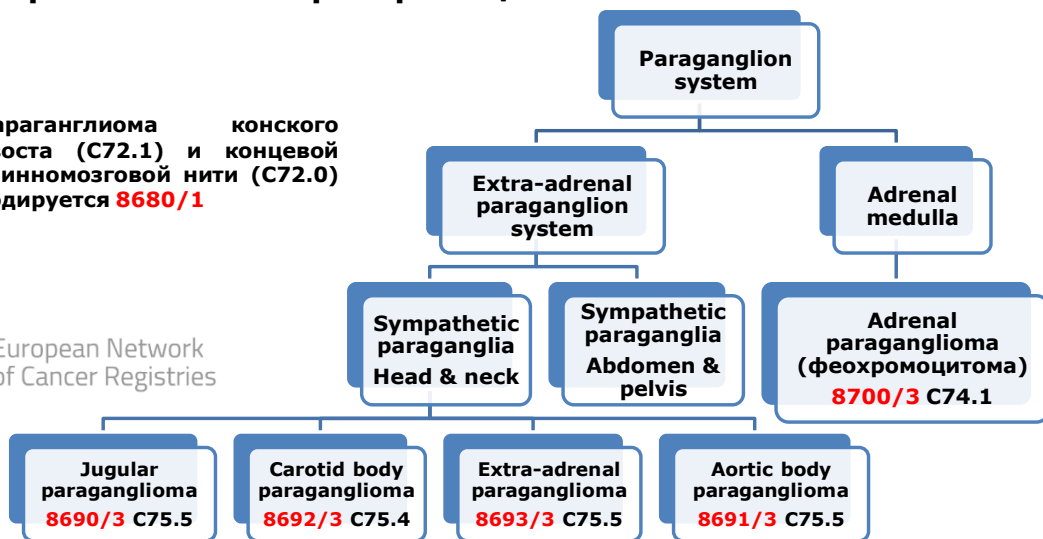 Paraganglion
system
араганглиома конского
воста (C72.1) и концевой
инномозговой нити (C72.0)
одируется 8680/1
Extra-adrenal
paraganglion
system
Adrenal
medulla
Sympathetic
paraganglia
Head & neck
Sympathetic
paraganglia
Abdomen &
pelvis
Adrenal
paraganglioma
(феохромоцитома)
8700/3 C74.1
European Network
of Cancer Registries
Jugular
paraganglioma
8690/3 C75.5
Carotid body
paraganglioma
8692/3 C75.4
Extra-adrenal
paraganglioma
8693/3 C75.5
Aortic body
paraganglioma
8691/3 C75.5